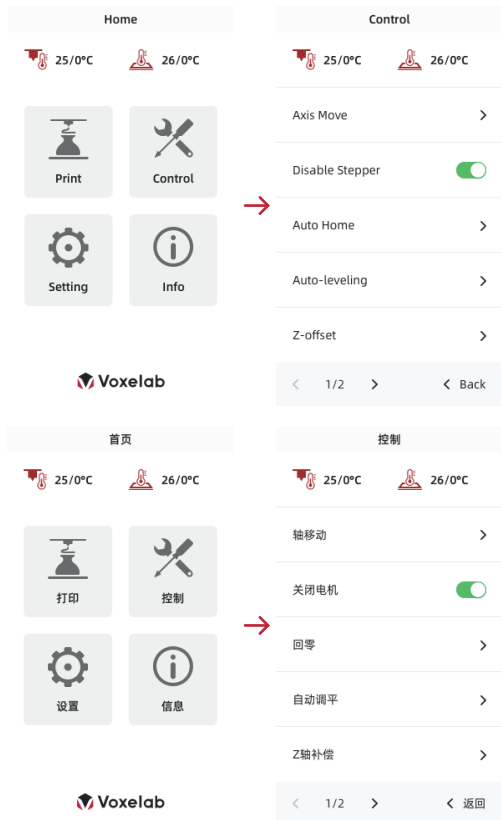 Home
25/0°C 26/0°C
Print Control
Setting Info
Voxelab
Control
25/0°C 26/0°C
Axis Move
Disable Stepper
Auto Home
Auto-leveling
Z-offset
1/2 Back
首页
25/0°C 26/0°C
打印 控制
设置 信息
Voxelab
控制
25/0°C 26/0°C
轴移动
关闭电机
回零
自动调平
Z轴补偿
1/2 返回